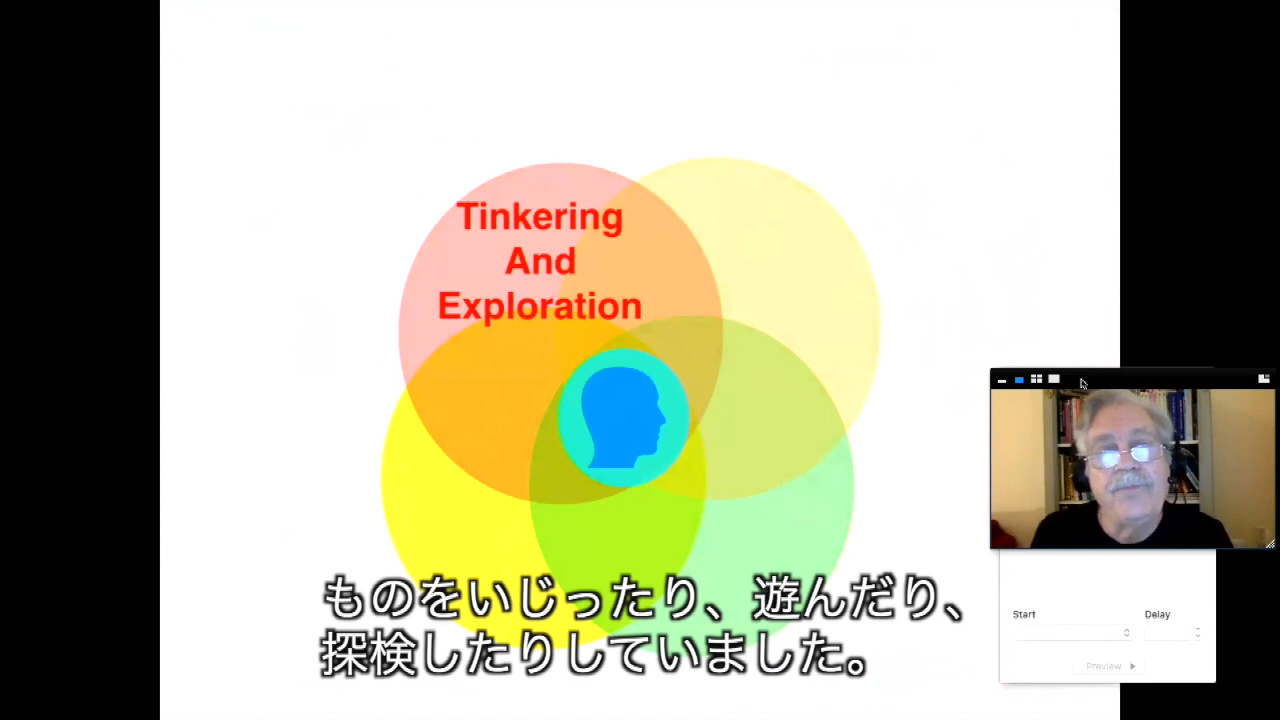 Tinkering
And
Exploration
Start
Delay
Preview
ものをいじったり、遊んだり、
探検したりしていました。